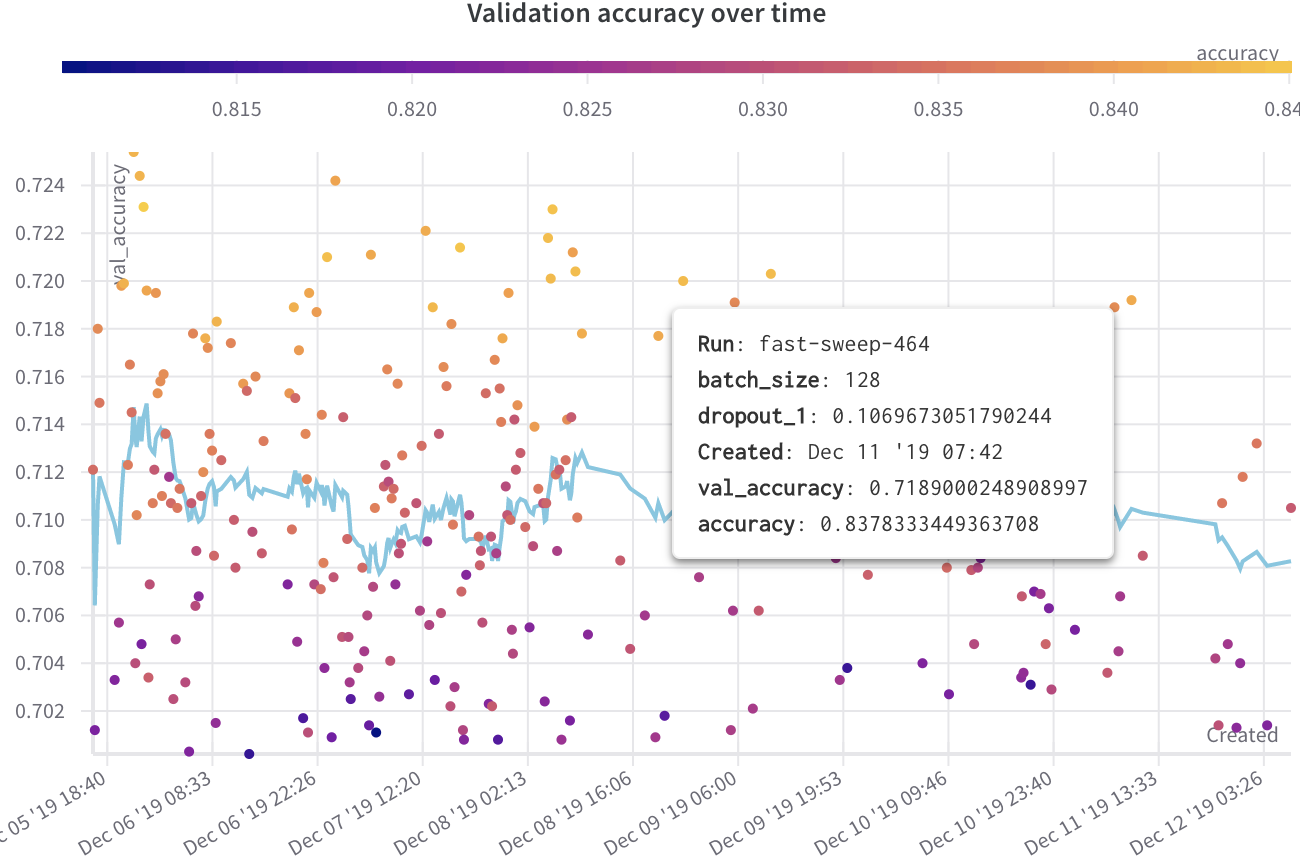 Validation accuracy over time
accuracy
0.815 0.820 0.825 0.830 0.835 0.840 0.84
val_accuracy
0.724
0.722
0.720
0.718
0.716
0.714
0.712
0.710
0.708
0.706
0.704
0.702
Run: fast-sweep-464
batch_size: 128
dropout_1: 0.1069673051790244
Created: Dec 11 '19 07:42
val_accuracy: 0.7189000248908997
accuracy: 0.8378333449363708
Created
c 05 '19 18:40
Dec 06 '19 08:33
Dec 06 '19 22:26
Dec 07 '19 12:20
Dec 08 '19 02:13
Dec 08 '19 16:06
Dec 09 '19 06:00
Dec 09 '19 19:53
Dec 10 '19 09:46
Dec 10 '19 23:40
Dec 11 '19 13:33
Dec 12 '19 03:26